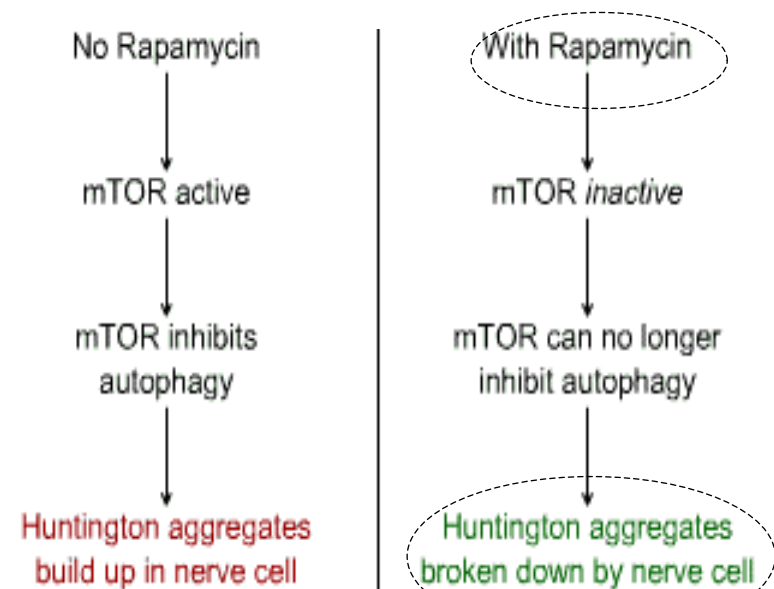 No Rapamycin
mTOR active
mTOR inhibits
autophagy
Huntington aggregates
build up in nerve cell
With Rapamycin
mTOR inactive
mTOR can no longer
inhibit autophagy
Huntington aggregates
broken down by nerve cell